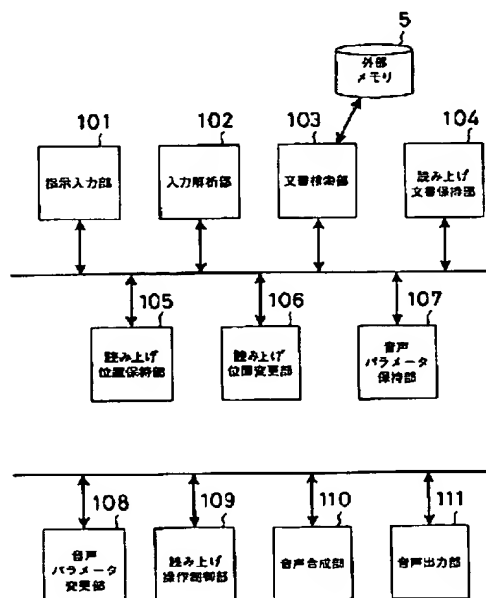 5
外部
メモリ
101
102
103
104
指示入力部
入力解析部
文書検索部
読み上げ
文書保持部
105
106
107
読み上げ
位置保持部
読み上げ
位置変更部
音声
パラメータ
保持部
108
109
110
111
音声
パラメータ
変更部
読み上げ
操作制御部
音声合成部
音声出力部